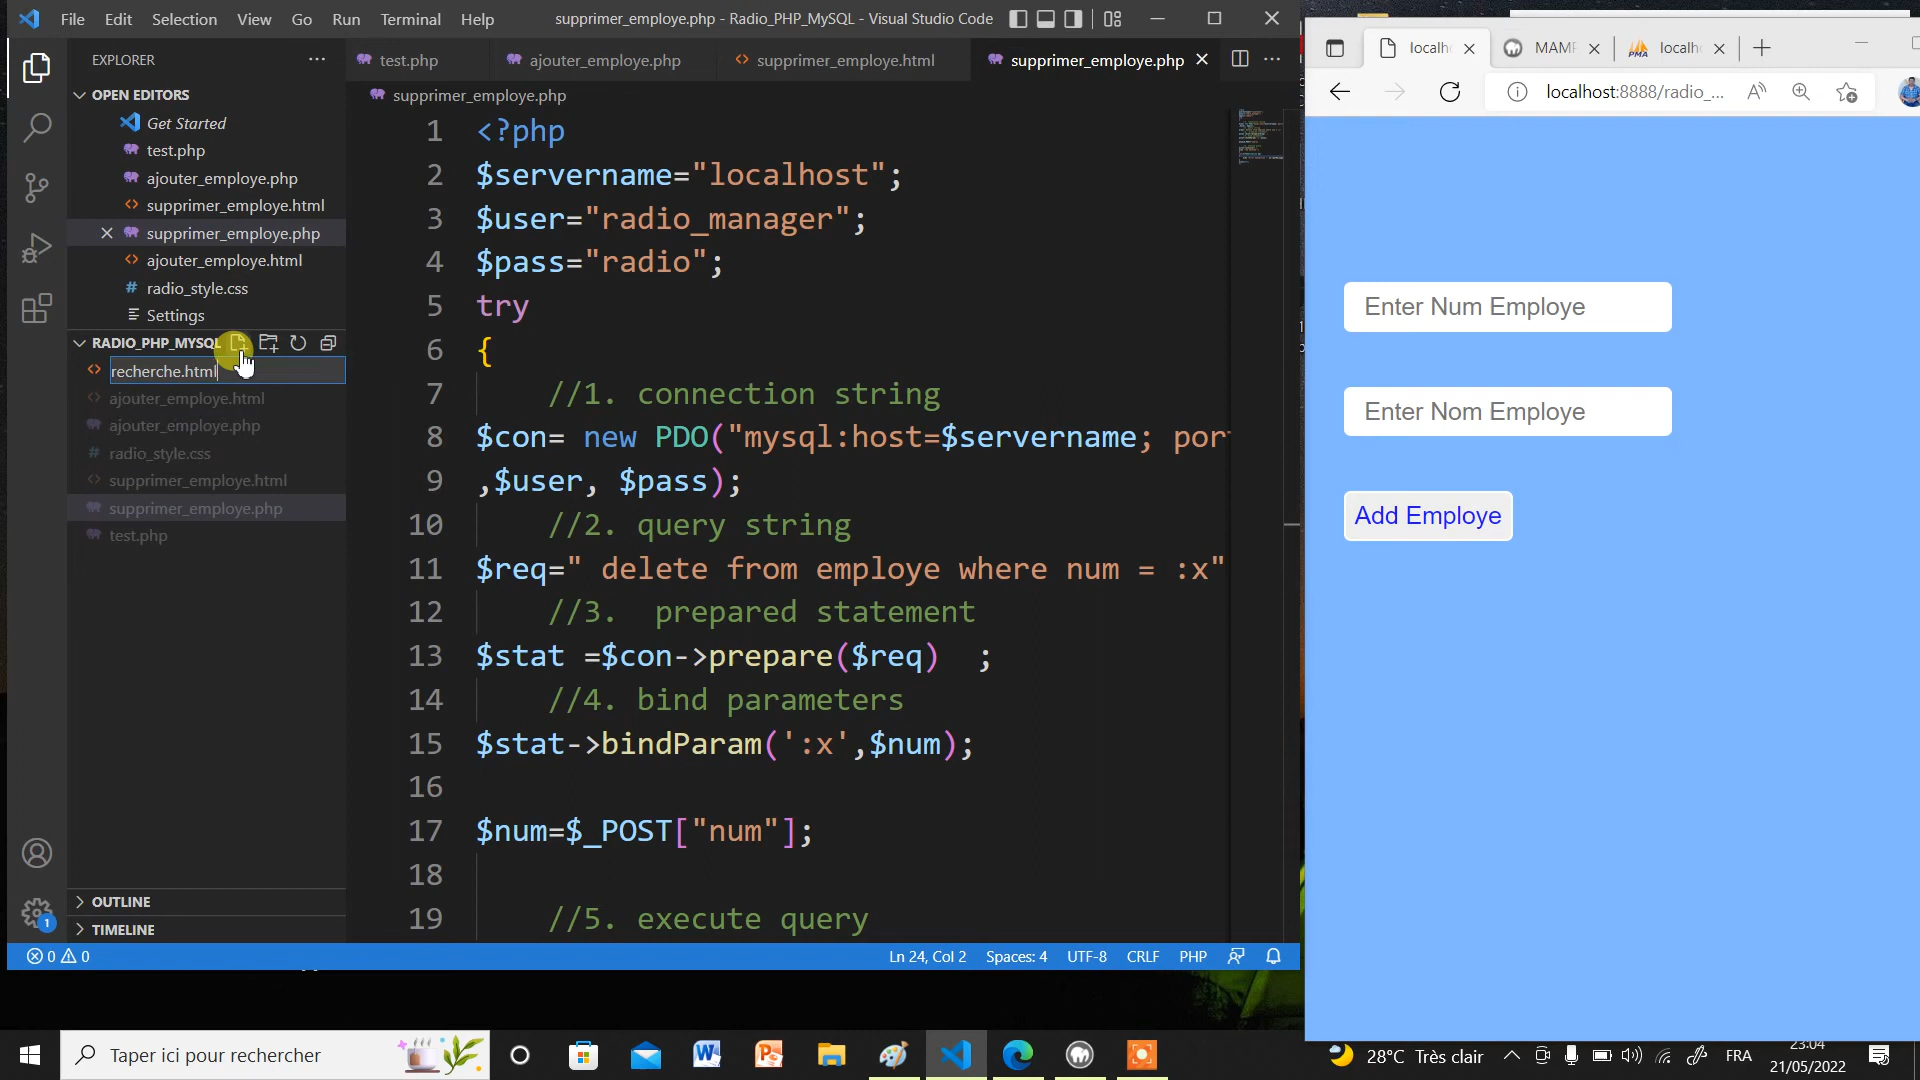 File Edit Selection View Go Run Terminal Help supprimer_employe.php - Radio_PHP_MySQL - Visual Studio Code
EXPLORER
test.php ajouter_employe.php supprimer_employe.html supprimer_employe.php
OPEN EDITORS
Get Started
test.php
ajouter_employe.php
supprimer_employe.html
supprimer_employe.php
ajouter_employe.html
radio_style.css
Settings
RADIO_PHP_MYSQL
recherche.html
ajouter_employe.html
ajouter_employe.php
radio_style.css
supprimer_employe.html
supprimer_employe.php
test.php
OUTLINE
TIMELINE
supprimer_employe.php
1 <?php
2 $servername="localhost";
3 $user="radio_manager";
4 $pass="radio";
5 try
6 {
7 //1. connection string
8 $con= new PDO("mysql:host=$servername; por
9 ,$user, $pass);
10 //2. query string
11 $req=" delete from employe where num = :x"
12 //3.  prepared statement
13 $stat =$con->prepare($req)  ;
14 //4. bind parameters
15 $stat->bindParam(':x',$num);
16
17 $num=$_POST["num"];
18
19 //5. execute query
0 0 Ln 24, Col 2 Spaces: 4 UTF-8 CRLF PHP
1
localh MAMP localh
localhost:8888/radio_...
Enter Num Employe
Enter Nom Employe
Add Employe
Taper ici pour rechercher
28°C Très clair FRA
23:04
21/05/2022